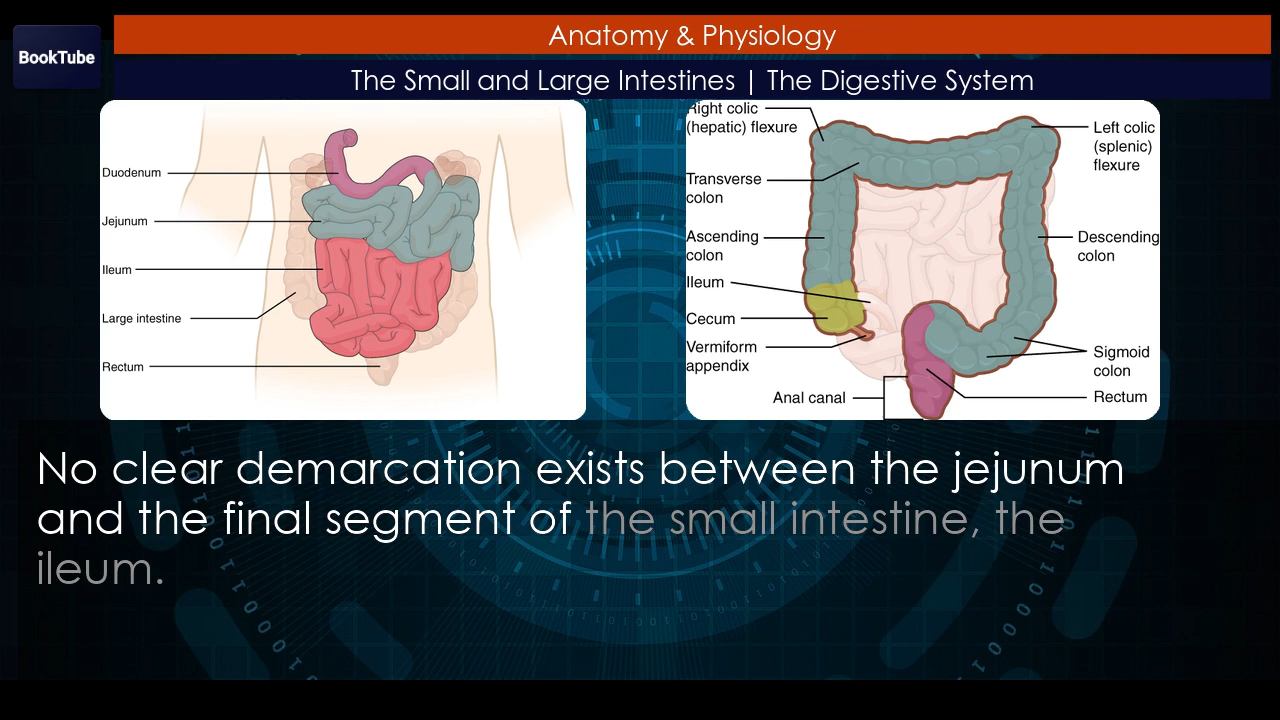 BookTube
Anatomy & Physiology
The Small and Large Intestines | The Digestive System
Duodenum
Jejunum
Ileum
Large intestine
Rectum
Right colic
(hepatic) flexure
Transverse
colon
Ascending
colon
Ileum
Cecum
Vermiform
appendix
Anal canal
Left colic
(splenic)
flexure
Descending
colon
Sigmoid
colon
Rectum
No clear demarcation exists between the jejunum
and the final segment of the small intestine, the
ileum.